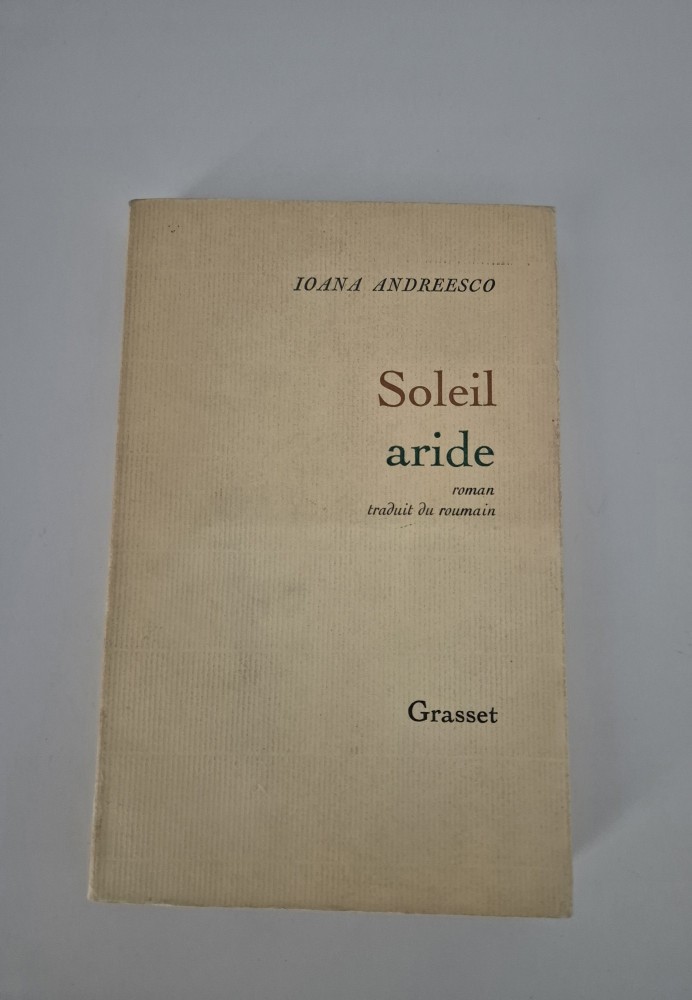 IOANA ANDREESCO
Soleil
aride
roman
traduit du roumain
Grasset